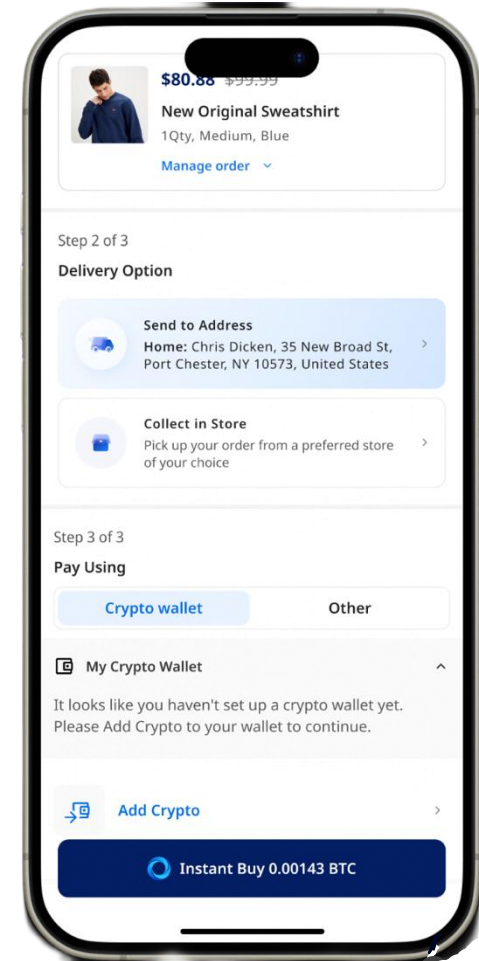 $80.88 $99.99
New Original Sweatshirt
1Qty, Medium, Blue
Manage order
Step 2 of 3
Delivery Option
Send to Address
Home: Chris Dicken, 35 New Broad St,
Port Chester, NY 10573, United States
Collect in Store
Pick up your order from a preferred store
of your choice
Step 3 of 3
Pay Using
Crypto wallet
Other
My Crypto Wallet
It looks like you haven't set up a crypto wallet yet.
Please Add Crypto to your wallet to continue.
Add Crypto
Instant Buy 0.00143 BTC